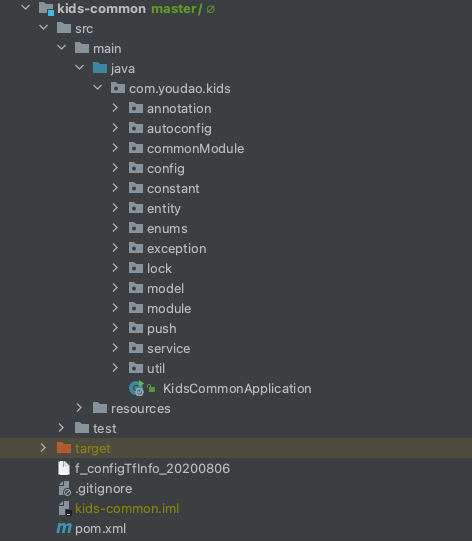 kids-common master / ∅
src
main
java
com.youdao.kids
annotation
autoconfig
commonModule
config
constant
entity
enums
exception
lock
model
module
push
service
util
KidsCommonApplication
resources
test
target
f_configTfInfo_20200806
.gitignore
kids-common.iml
pom.xml